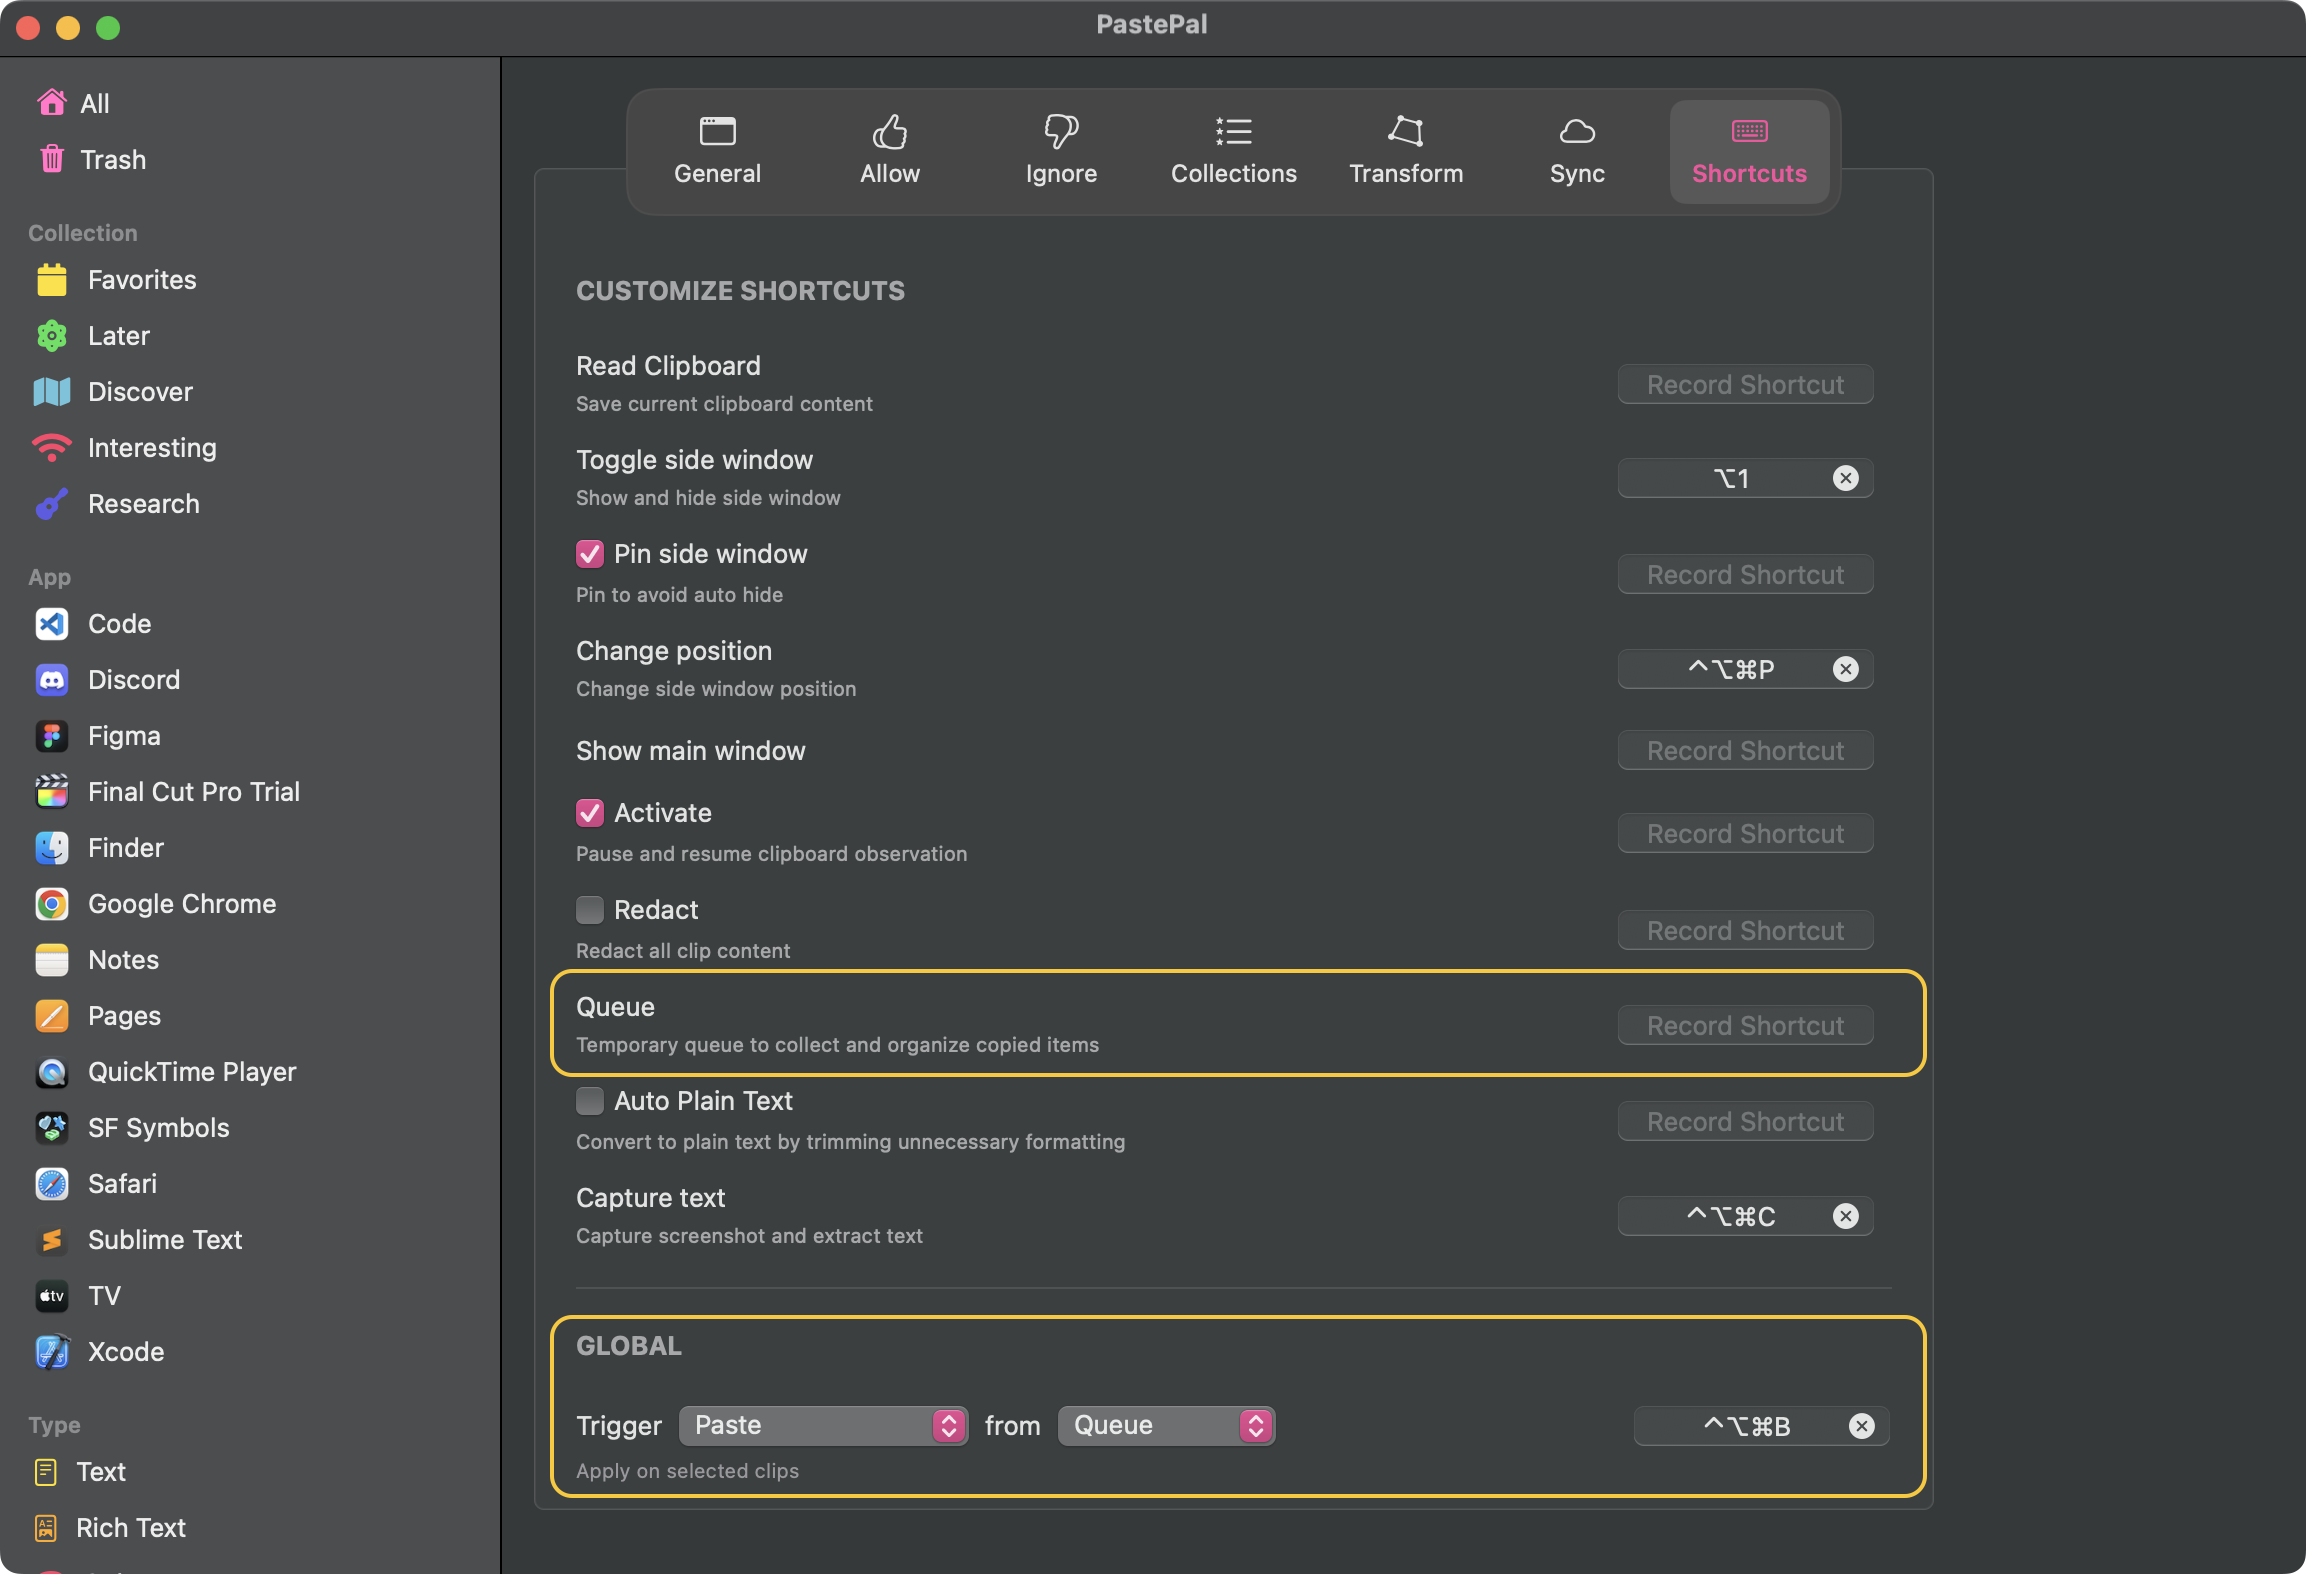 PastePal
All
Trash
Collection
Favorites
Later
Discover
Interesting
Research
App
Code
Discord
Figma
Final Cut Pro Trial
Finder
Google Chrome
Notes
Pages
QuickTime Player
SF Symbols
Safari
Sublime Text
tv TV
Xcode
Type
Text
Rich Text
General Allow Ignore Collections Transform Sync Shortcuts
CUSTOMIZE SHORTCUTS
Read Clipboard
Save current clipboard content
Record Shortcut
Toggle side window
Show and hide side window
⌥1
Pin side window
Pin to avoid auto hide
Record Shortcut
Change position
Change side window position
^⌥⌘P
Show main window
Record Shortcut
Activate
Pause and resume clipboard observation
Record Shortcut
Redact
Redact all clip content
Record Shortcut
Queue
Temporary queue to collect and organize copied items
Record Shortcut
Auto Plain Text
Convert to plain text by trimming unnecessary formatting
Record Shortcut
Capture text
Capture screenshot and extract text
^⌥⌘C
GLOBAL
Trigger Paste from Queue ^⌥⌘B
Apply on selected clips